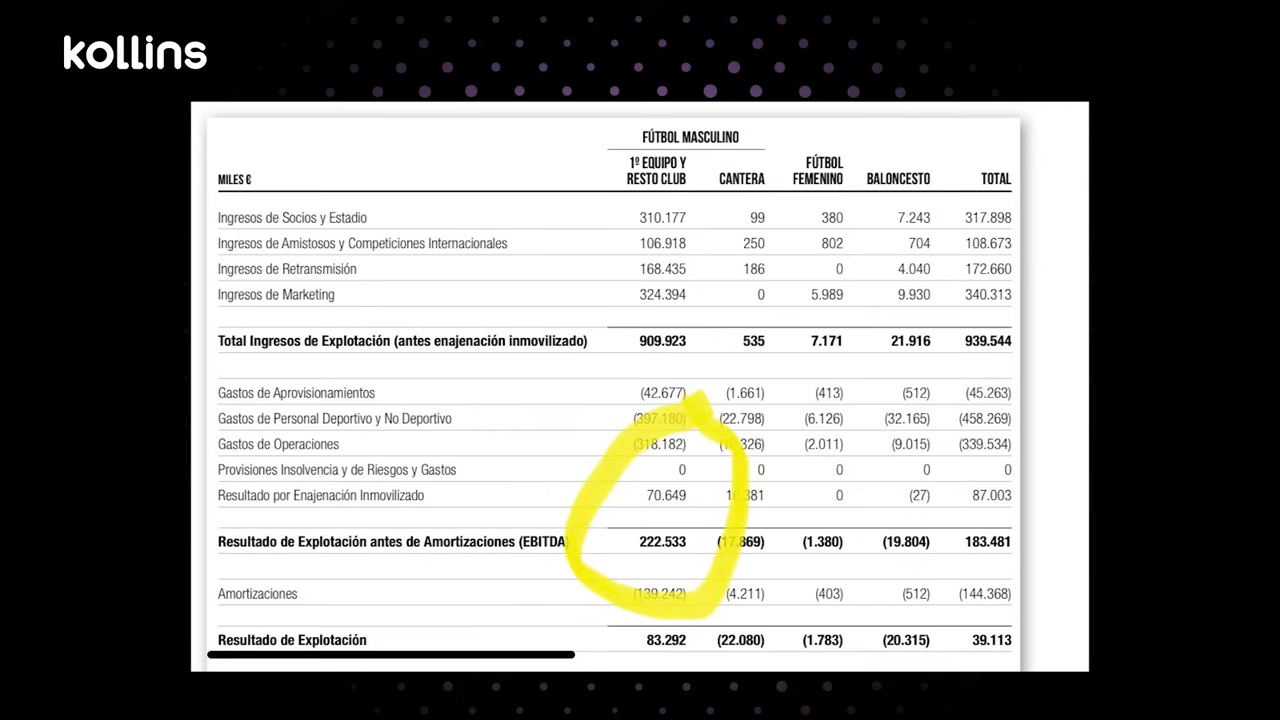 kollins
FÚTBOL MASCULINO
MILES € 1º EQUIPO Y RESTO CLUB CANTERA FÚTBOL FEMENINO BALONCESTO TOTAL
Ingresos de Socios y Estadio 310.177 99 380 7.243 317.898
Ingresos de Amistosos y Competiciones Internacionales 106.918 250 802 704 108.673
Ingresos de Retransmisión 168.435 186 0 4.040 172.660
Ingresos de Marketing 324.394 0 5.989 9.930 340.313
Total Ingresos de Explotación (antes enajenación inmovilizado) 909.923 535 7.171 21.916 939.544
Gastos de Aprovisionamientos (42.677) (1.661) (413) (512) (45.263)
Gastos de Personal Deportivo y No Deportivo (397.180) (22.798) (6.126) (32.165) (458.269)
Gastos de Operaciones (318.182) (10.326) (2.011) (9.015) (339.534)
Provisiones Insolvencia y de Riesgos y Gastos 0 0 0 0 0
Resultado por Enajenación Inmovilizado 70.649 16.381 0 (27) 87.003
Resultado de Explotación antes de Amortizaciones (EBITDA) 222.533 (17.869) (1.380) (19.804) 183.481
Amortizaciones (139.242) (4.211) (403) (512) (144.368)
Resultado de Explotación 83.292 (22.080) (1.783) (20.315) 39.113